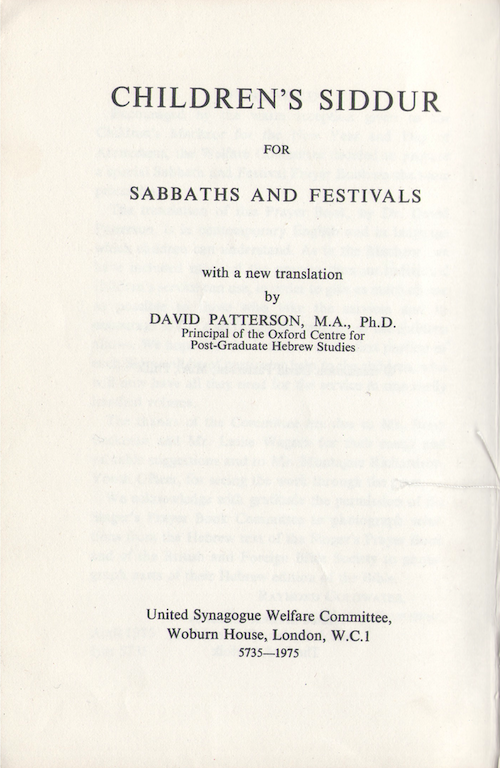 CHILDREN'S SIDDUR
FOR
SABBATHS AND FESTIVALS
with a new translation
by
DAVID PATTERSON, M.A., Ph.D.
Principal of the Oxford Centre for
Post-Graduate Hebrew Studies
United Synagogue Welfare Committee,
Woburn House, London, W.C.1
5735—1975